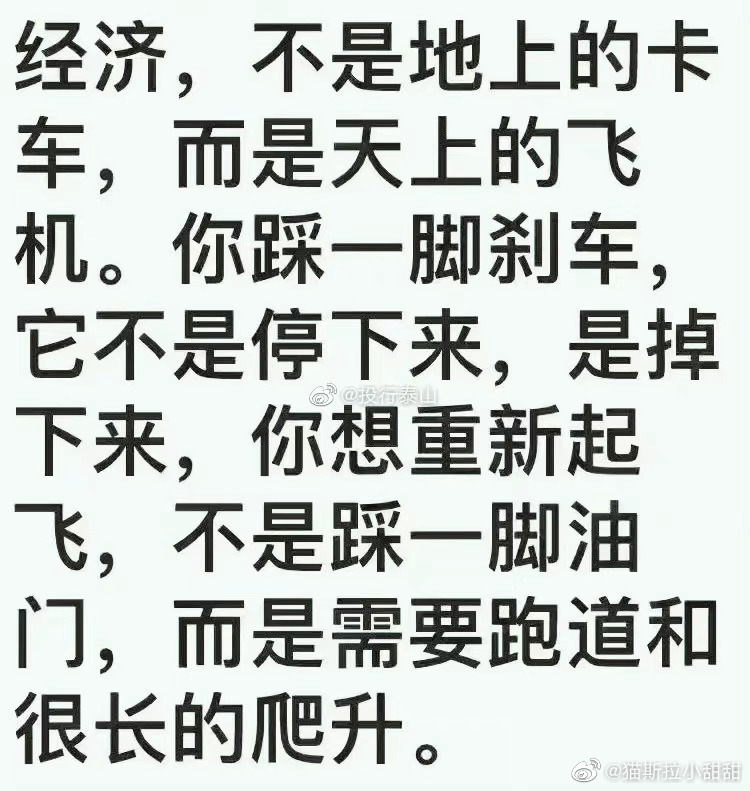 经济，不是地上的卡
车，而是天上的飞
机。你踩一脚刹车，
它不是停下来，是掉
@投行泰山
下来，你想重新起
飞，不是踩一脚油
门，而是需要跑道和
很长的爬升。
@猫斯拉小甜甜